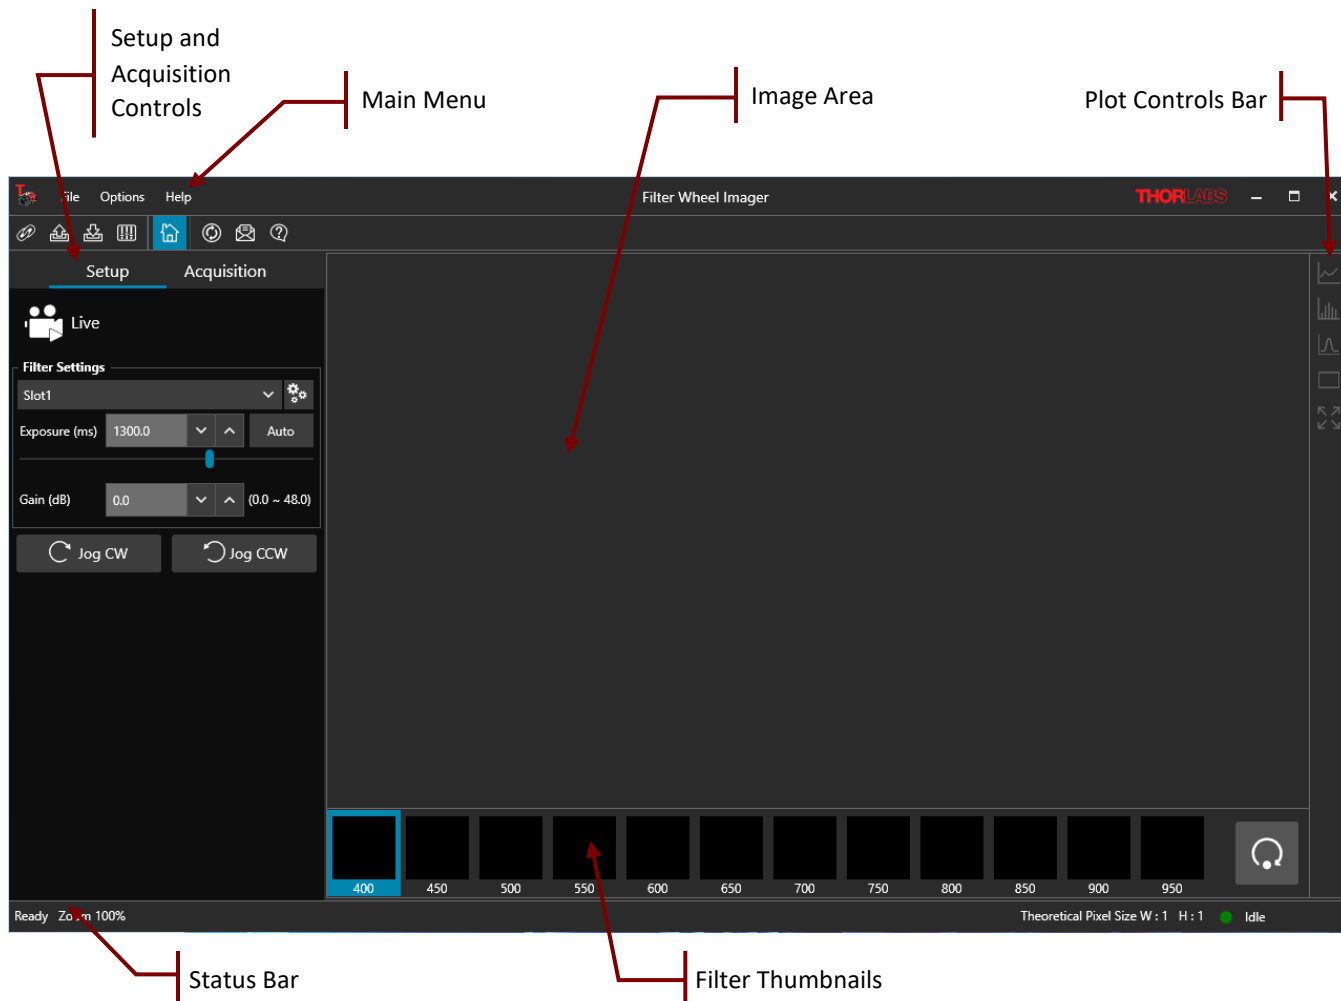 Setup and
Acquisition
Controls
Main Menu
Image Area
Plot Controls Bar
File Options Help
Filter Wheel Imager
THORLABS
Setup Acquisition
Live
Filter Settings
Slot1
Exposure (ms) 1300.0 Auto
Gain (dB) 0.0 (0.0 ~ 48.0)
Jog CW Jog CCW
400 450 500 550 600 650 700 750 800 850 900 950
Ready Zoom 100% Theoretical Pixel Size W : 1 H : 1 Idle
Status Bar
Filter Thumbnails